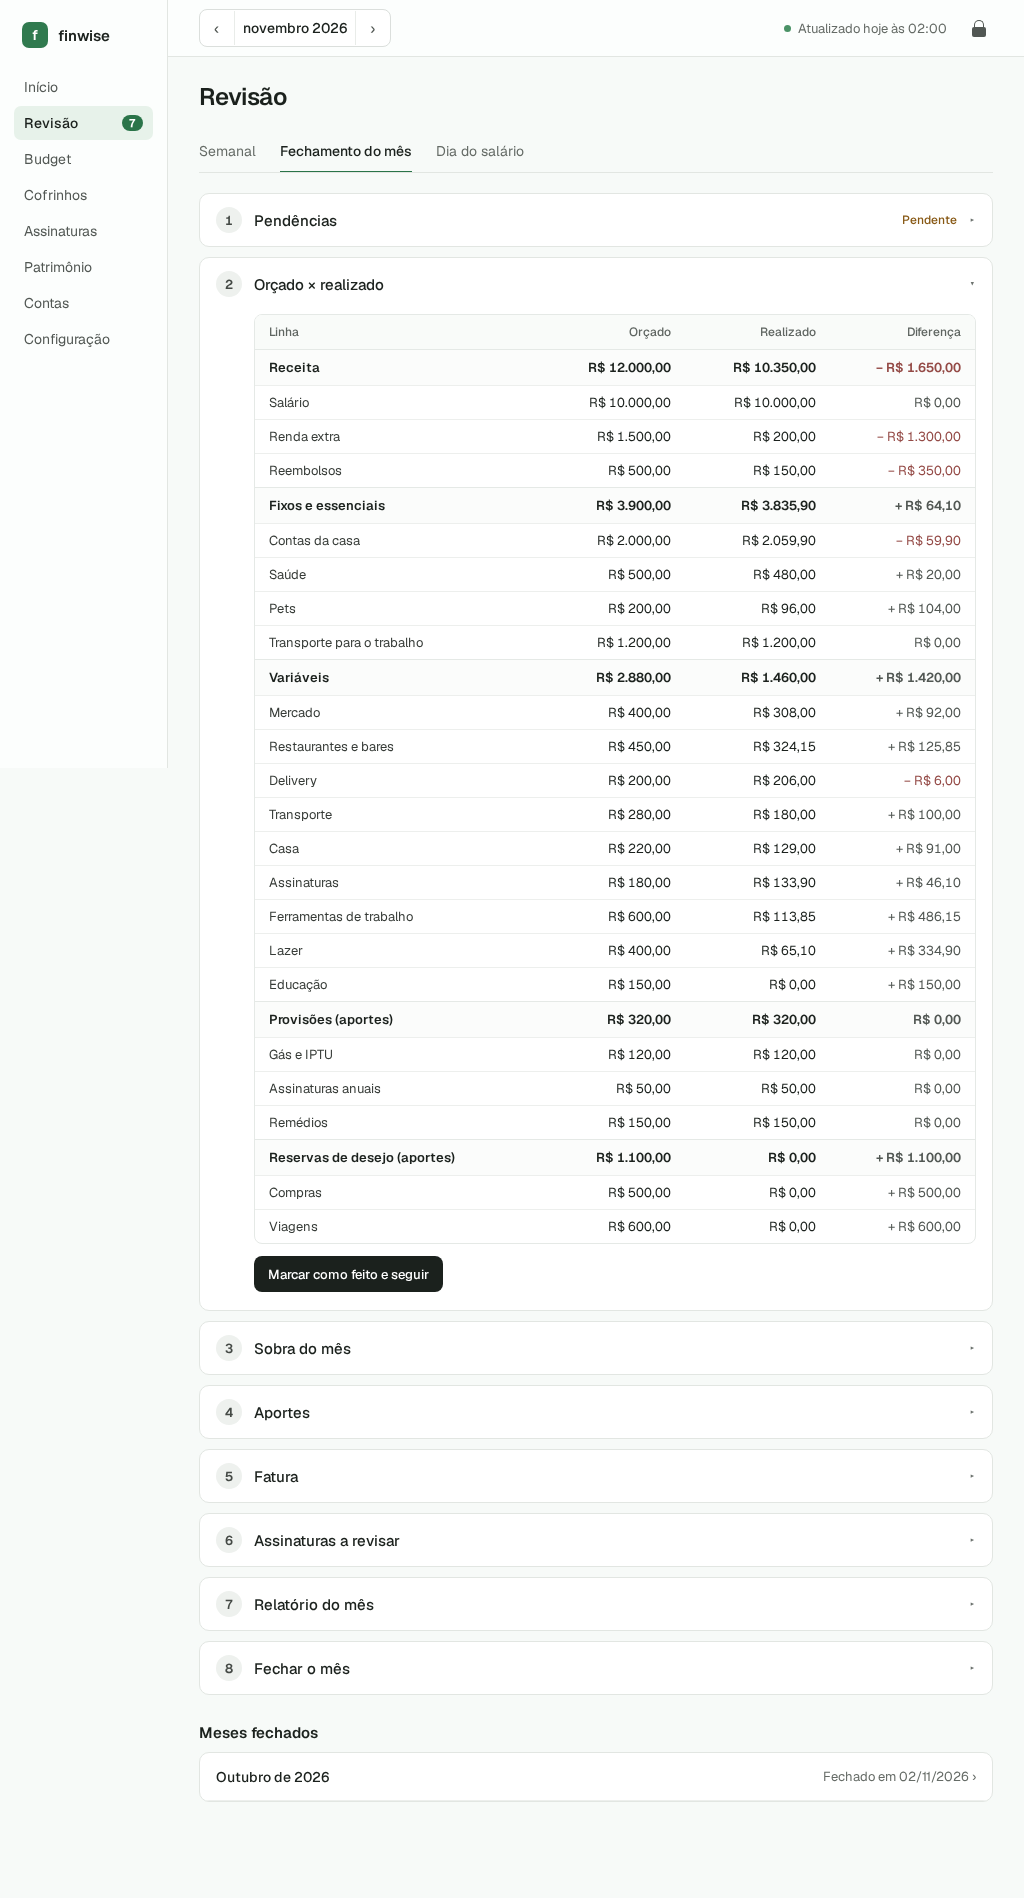 f finwise
‹ novembro 2026 ›
Atualizado hoje às 02:00
Início
Revisão 7
Budget
Cofrinhos
Assinaturas
Patrimônio
Contas
Configuração
Revisão
Semanal Fechamento do mês Dia do salário
1 Pendências Pendente
2 Orçado × realizado
Linha Orçado Realizado Diferença
Receita R$ 12.000,00 R$ 10.350,00 − R$ 1.650,00
Salário R$ 10.000,00 R$ 10.000,00 R$ 0,00
Renda extra R$ 1.500,00 R$ 200,00 − R$ 1.300,00
Reembolsos R$ 500,00 R$ 150,00 − R$ 350,00
Fixos e essenciais R$ 3.900,00 R$ 3.835,90 + R$ 64,10
Contas da casa R$ 2.000,00 R$ 2.059,90 − R$ 59,90
Saúde R$ 500,00 R$ 480,00 + R$ 20,00
Pets R$ 200,00 R$ 96,00 + R$ 104,00
Transporte para o trabalho R$ 1.200,00 R$ 1.200,00 R$ 0,00
Variáveis R$ 2.880,00 R$ 1.460,00 + R$ 1.420,00
Mercado R$ 400,00 R$ 308,00 + R$ 92,00
Restaurantes e bares R$ 450,00 R$ 324,15 + R$ 125,85
Delivery R$ 200,00 R$ 206,00 − R$ 6,00
Transporte R$ 280,00 R$ 180,00 + R$ 100,00
Casa R$ 220,00 R$ 129,00 + R$ 91,00
Assinaturas R$ 180,00 R$ 133,90 + R$ 46,10
Ferramentas de trabalho R$ 600,00 R$ 113,85 + R$ 486,15
Lazer R$ 400,00 R$ 65,10 + R$ 334,90
Educação R$ 150,00 R$ 0,00 + R$ 150,00
Provisões (aportes) R$ 320,00 R$ 320,00 R$ 0,00
Gás e IPTU R$ 120,00 R$ 120,00 R$ 0,00
Assinaturas anuais R$ 50,00 R$ 50,00 R$ 0,00
Remédios R$ 150,00 R$ 150,00 R$ 0,00
Reservas de desejo (aportes) R$ 1.100,00 R$ 0,00 + R$ 1.100,00
Compras R$ 500,00 R$ 0,00 + R$ 500,00
Viagens R$ 600,00 R$ 0,00 + R$ 600,00
Marcar como feito e seguir
3 Sobra do mês
4 Aportes
5 Fatura
6 Assinaturas a revisar
7 Relatório do mês
8 Fechar o mês
Meses fechados
Outubro de 2026 Fechado em 02/11/2026 ›